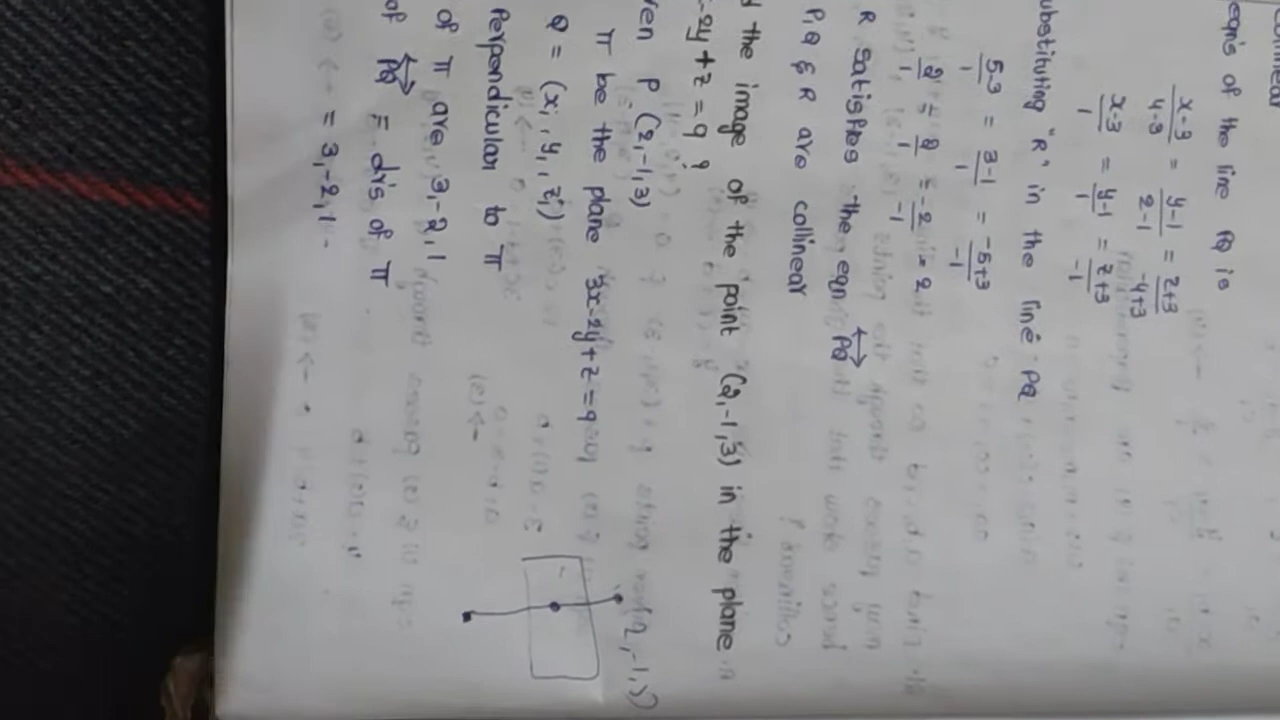 collinear
eqn's of the line PQ is
x-3/4-3 = y-1/2-1 = z+3/-4+3
x-3/1 = y-1/1 = z+3/-1
ubstituting "R" in the line PQ
5-3/1 = 3-1/1 = -5+3/-1
2/1 = 2/1 = -2/-1 = 2
R satisfies the eqn PQ
P, Q & R are collinear
d the image of the point (2,-1,3) in the plane
-2y + z = 9 ?
ven P (2,-1,3)
π be the plane 3x-2y+z=9
Q = (x₁, y₁, z₁)
Perpendicular to π
of π are 3,-2,1
of PQ = dr's of π
= 3,-2,1
(2,-1,3)